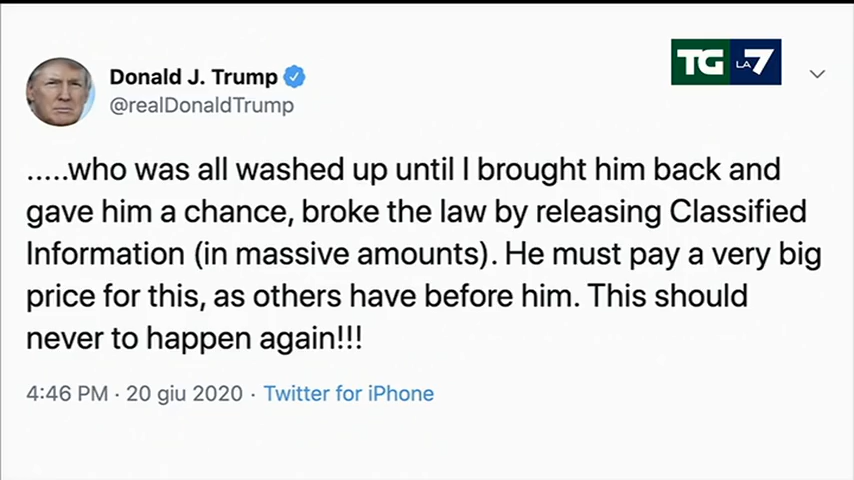 TG LA 7
Donald J. Trump
@realDonaldTrump
.....who was all washed up until I brought him back and
gave him a chance, broke the law by releasing Classified
Information (in massive amounts). He must pay a very big
price for this, as others have before him. This should
never to happen again!!!
4:46 PM · 20 giu 2020 · Twitter for iPhone